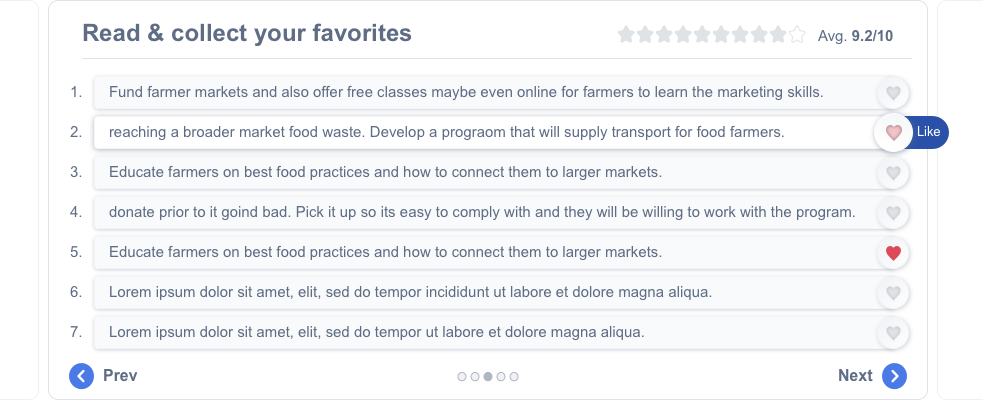 Read & collect your favorites
Avg. 9.2/10
1. Fund farmer markets and also offer free classes maybe even online for farmers to learn the marketing skills.
2. reaching a broader market food waste. Develop a prograom that will supply transport for food farmers.
Like
3. Educate farmers on best food practices and how to connect them to larger markets.
4. donate prior to it goind bad. Pick it up so its easy to comply with and they will be willing to work with the program.
5. Educate farmers on best food practices and how to connect them to larger markets.
6. Lorem ipsum dolor sit amet, elit, sed do tempor incididunt ut labore et dolore magna aliqua.
7. Lorem ipsum dolor sit amet, elit, sed do tempor ut labore et dolore magna aliqua.
Prev
Next